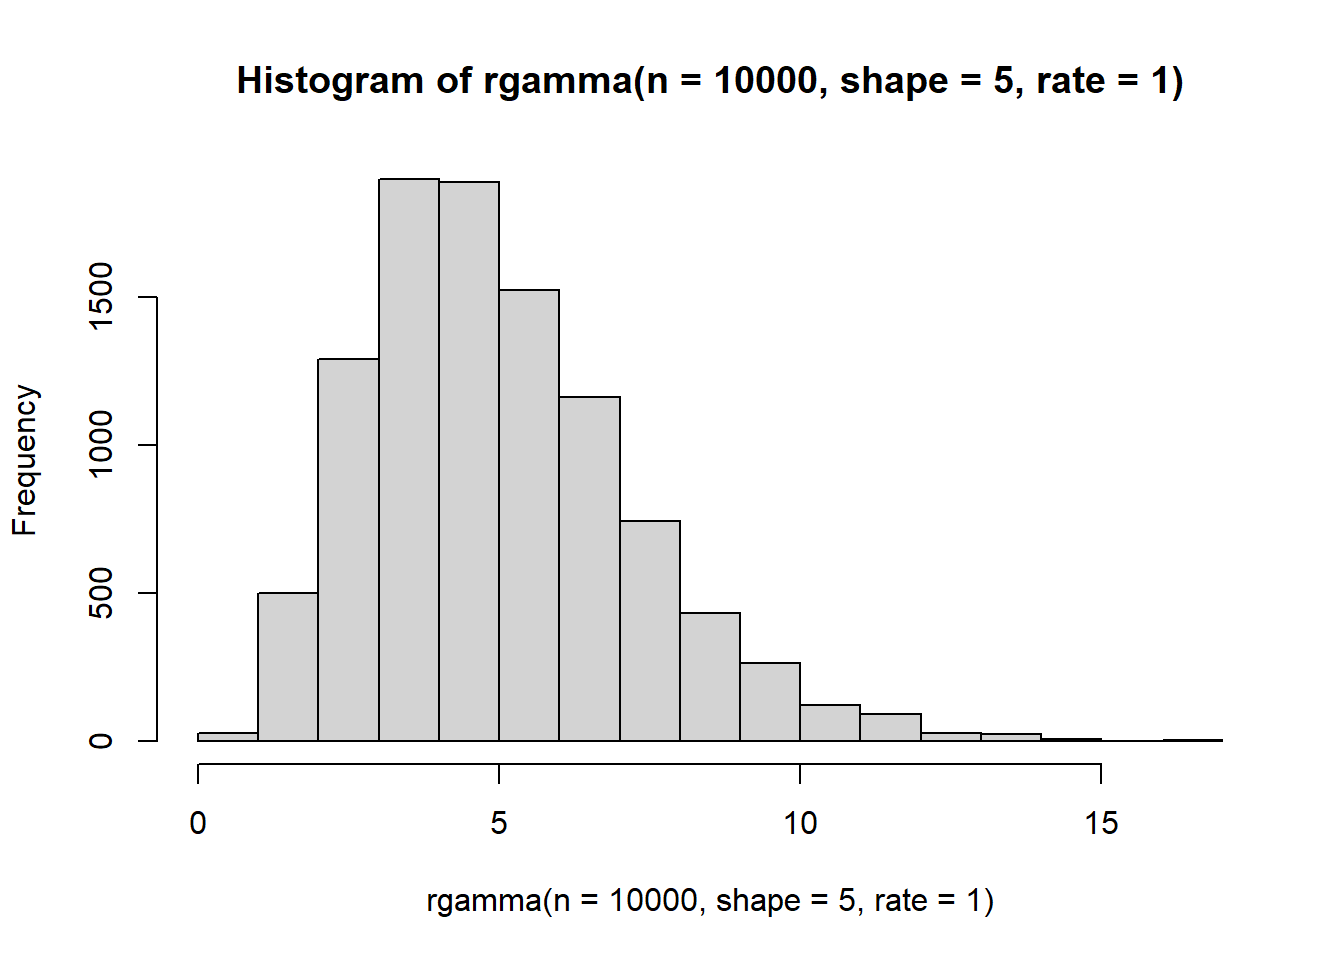 Histogram of rgamma(n = 10000, shape = 5, rate = 1)
1500
1000
500
0
Frequency
0 5 10 15
rgamma(n = 10000, shape = 5, rate = 1)